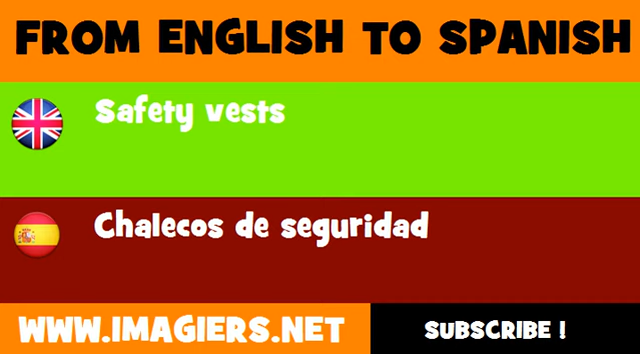 FROM ENGLISH TO SPANISH
Safety vests
Chalecos de seguridad
WWW.IMAGIERS.NET
SUBSCRIBE !